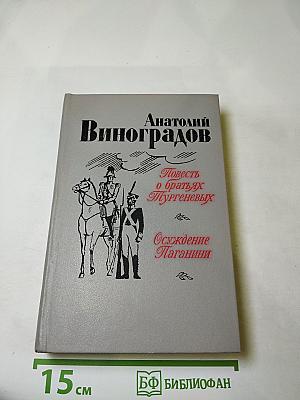 Анатолий
Виноградов
Повесть
о братьях
Тургеневых
Осуждение
Паганини
15 см
БФ БИБЛИОФАН